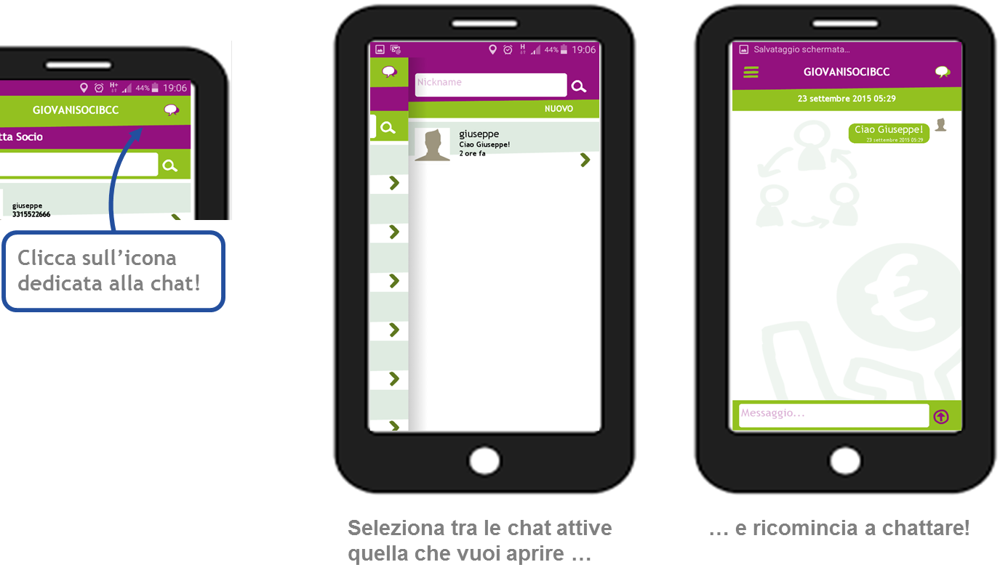 44% 19:06
GIOVANISOCIBCC
tta Socio
giuseppe
3315522666
Clicca sull’icona
dedicata alla chat!
H 44% 19:06
Nickname
NUOVO
giuseppe
Ciao Giuseppe!
2 ore fa
Seleziona tra le chat attive
quella che vuoi aprire …
Salvataggio schermata…
GIOVANISOCIBCC
23 settembre 2015 05:29
Ciao Giuseppe!
23 settembre 2015 05:29
€
Messaggio...
… e ricomincia a chattare!